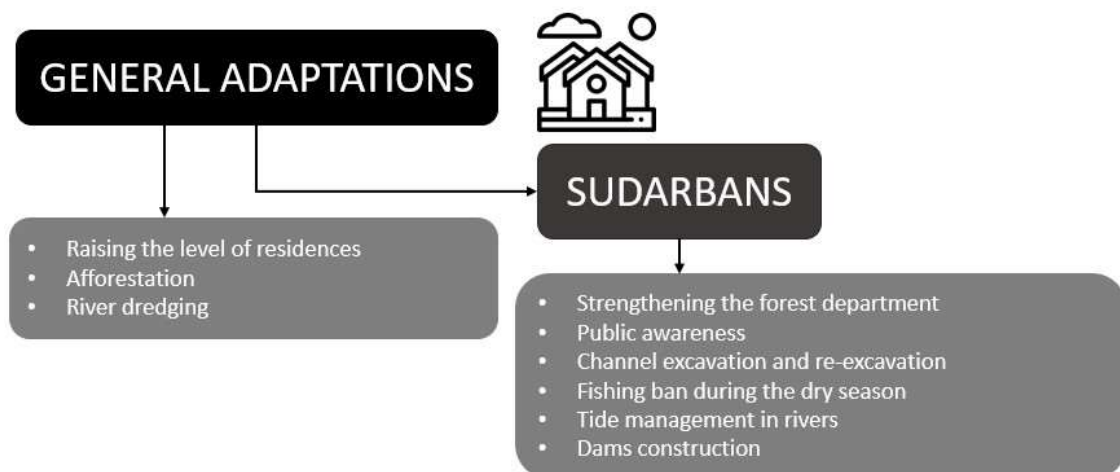 GENERAL ADAPTATIONS
SUDARBANS
• Raising the level of residences
• Afforestation
• River dredging
• Strengthening the forest department
• Public awareness
• Channel excavation and re-excavation
• Fishing ban during the dry season
• Tide management in rivers
• Dams construction